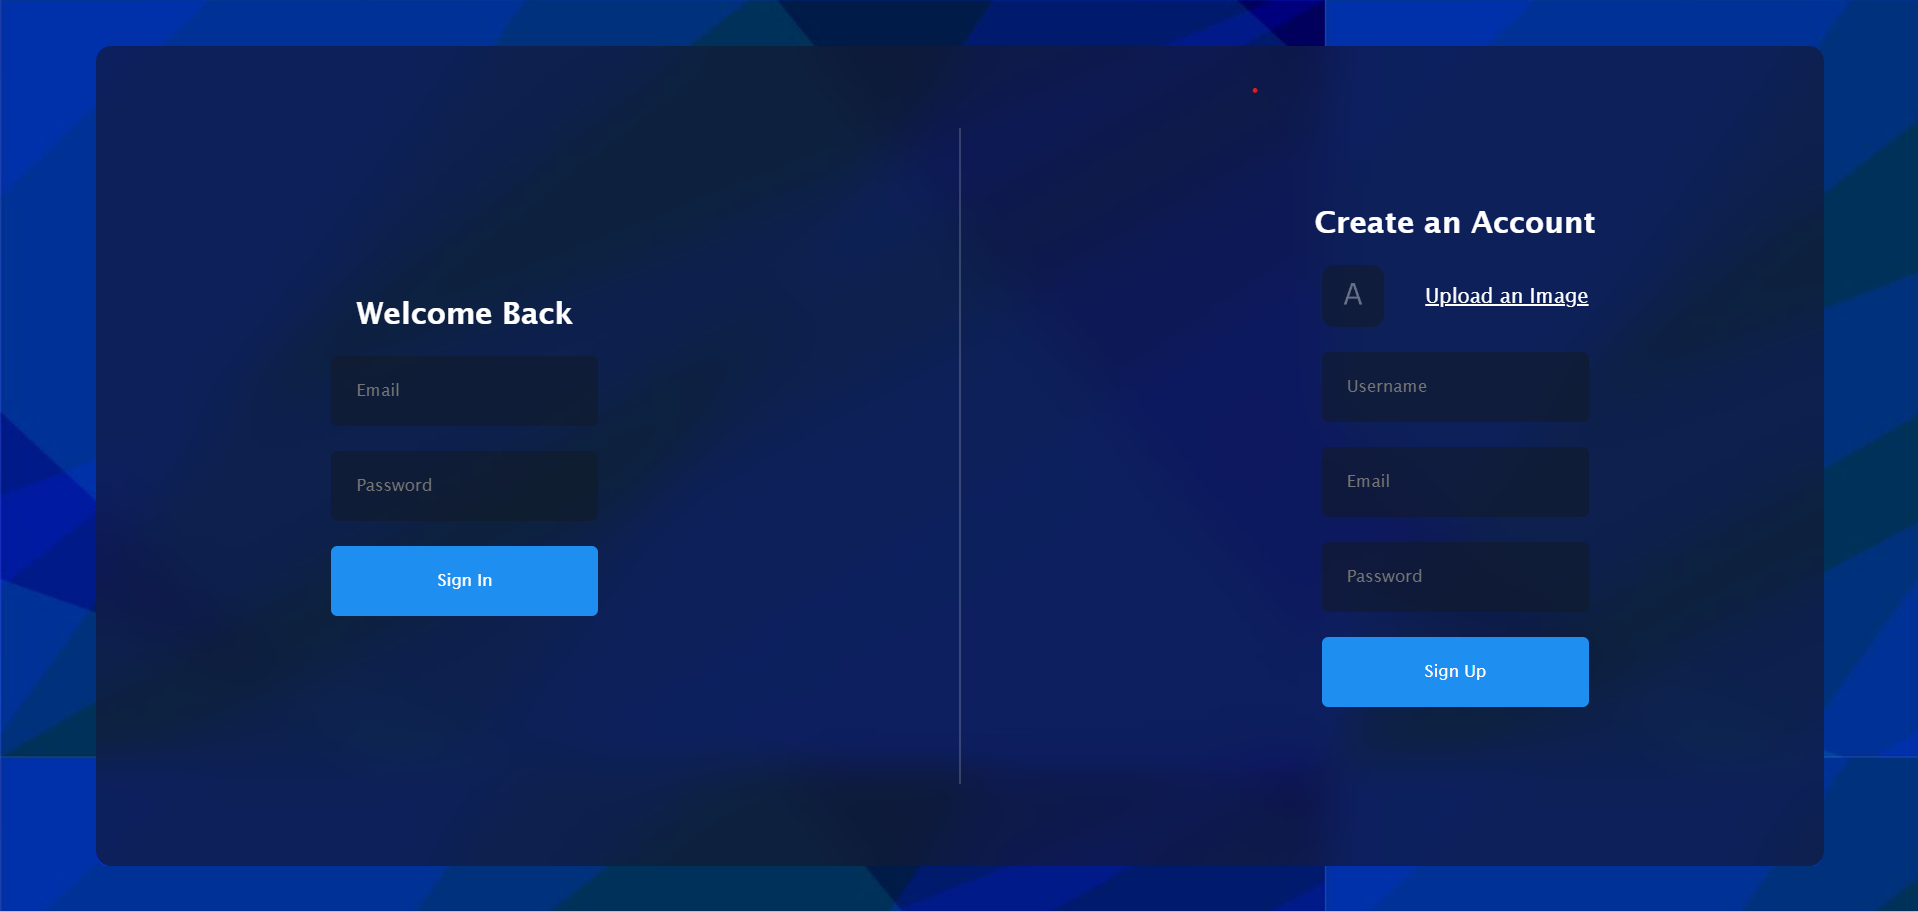 Welcome Back
Email
Password
Sign In
Create an Account
A
Upload an Image
Username
Email
Password
Sign Up